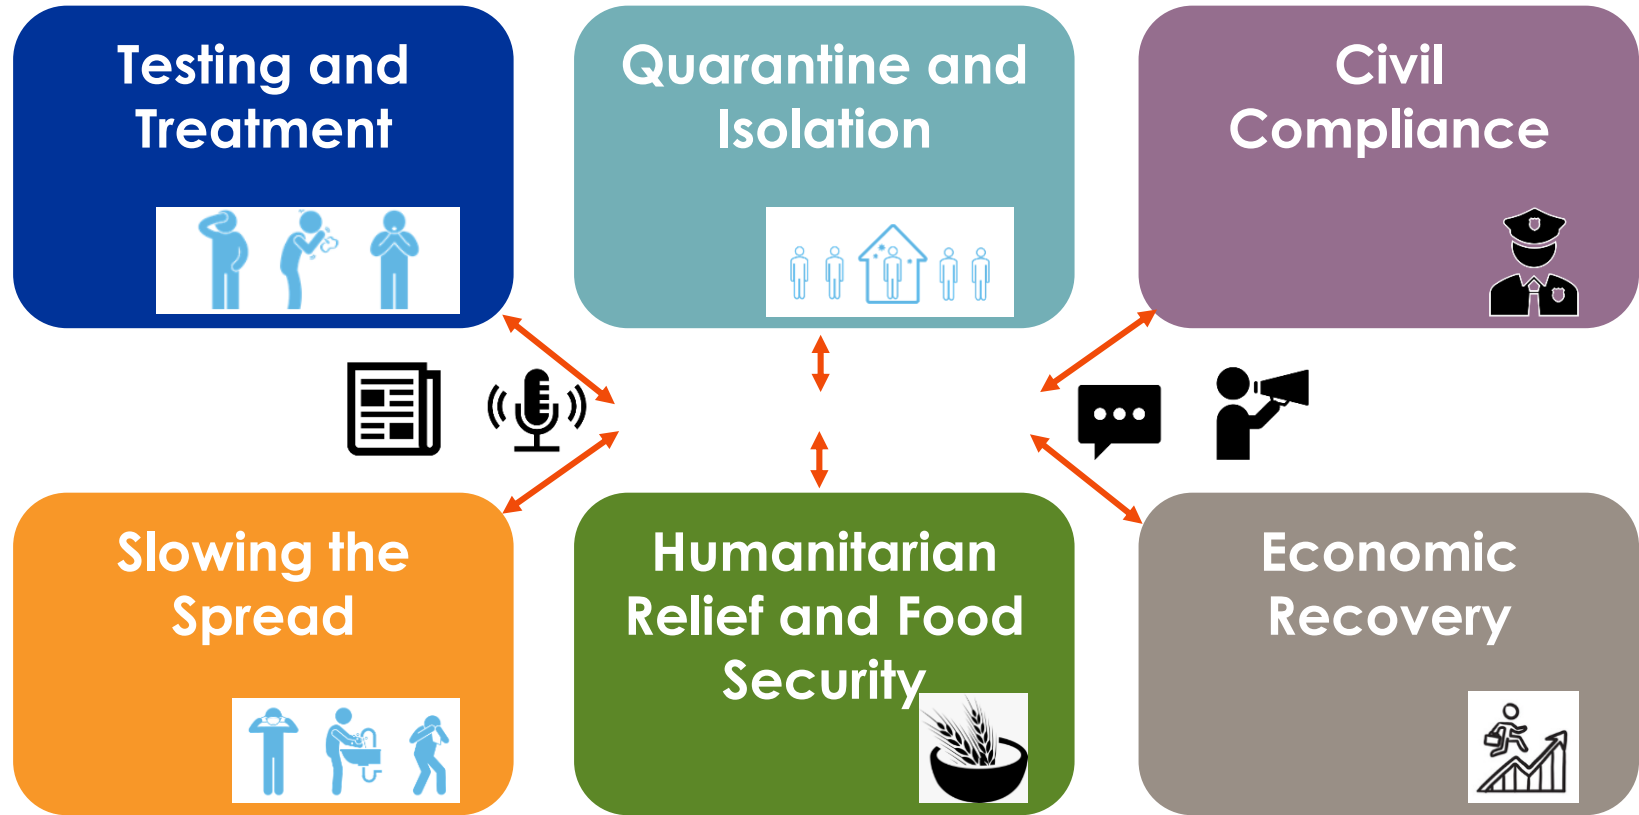 Testing and
Treatment
Quarantine and
Isolation
Civil
Compliance
Slowing the
Spread
Humanitarian
Relief and Food
Security
Economic
Recovery